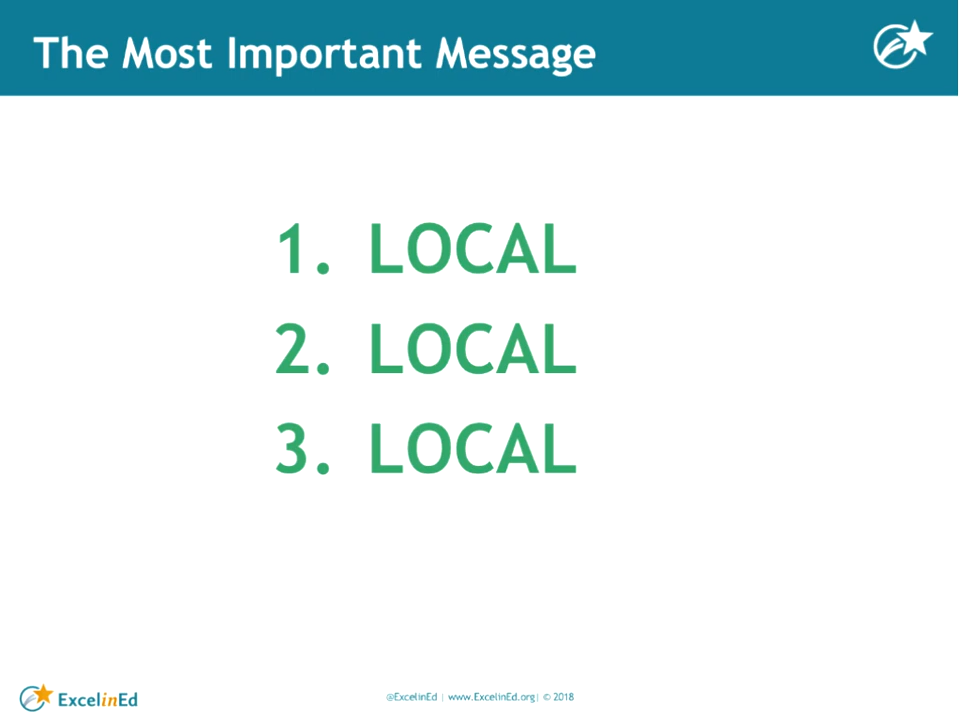 The Most Important Message
1. LOCAL
2. LOCAL
3. LOCAL
ExcelinEd
@ExcelinEd | www.ExcelinEd.org| © 2018